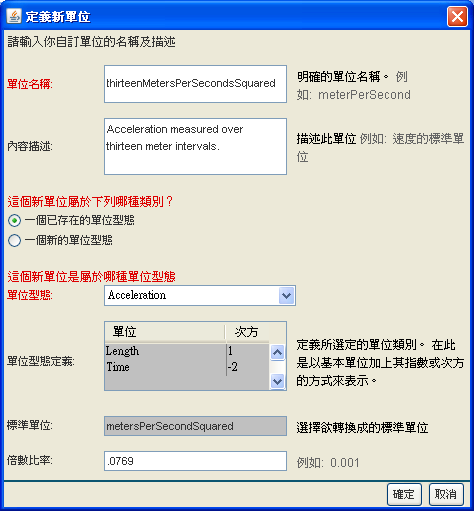 定義新單位
請輸入你自訂單位的名稱及描述
單位名稱:
thirteenMetersPerSecondsSquared
明確的單位名稱。 例
如: meterPerSecond
內容描述:
Acceleration measured over
thirteen meter intervals.
描述此單位 例如: 速度的標準單
位
這個新單位屬於下列哪種類別？
一個已存在的單位型態
一個新的單位型態
這個新單位是屬於哪種單位型態
單位型態:
Acceleration
單位型態定義:
單位 次方
Length 1
Time -2
定義所選定的單位類別。 在此
是以基本單位加上其指數或次方
的方式來表示。
標準單位:
metersPerSecondSquared
選擇欲轉換成的標準單位
倍數比率:
.0769
例如: 0.001
確定 取消